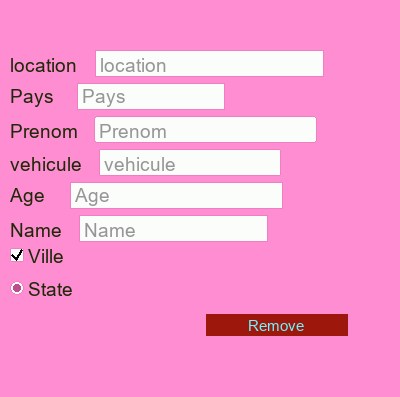 location location
Pays Pays
Prenom Prenom
vehicule vehicule
Age Age
Name Name
Ville
State
Remove